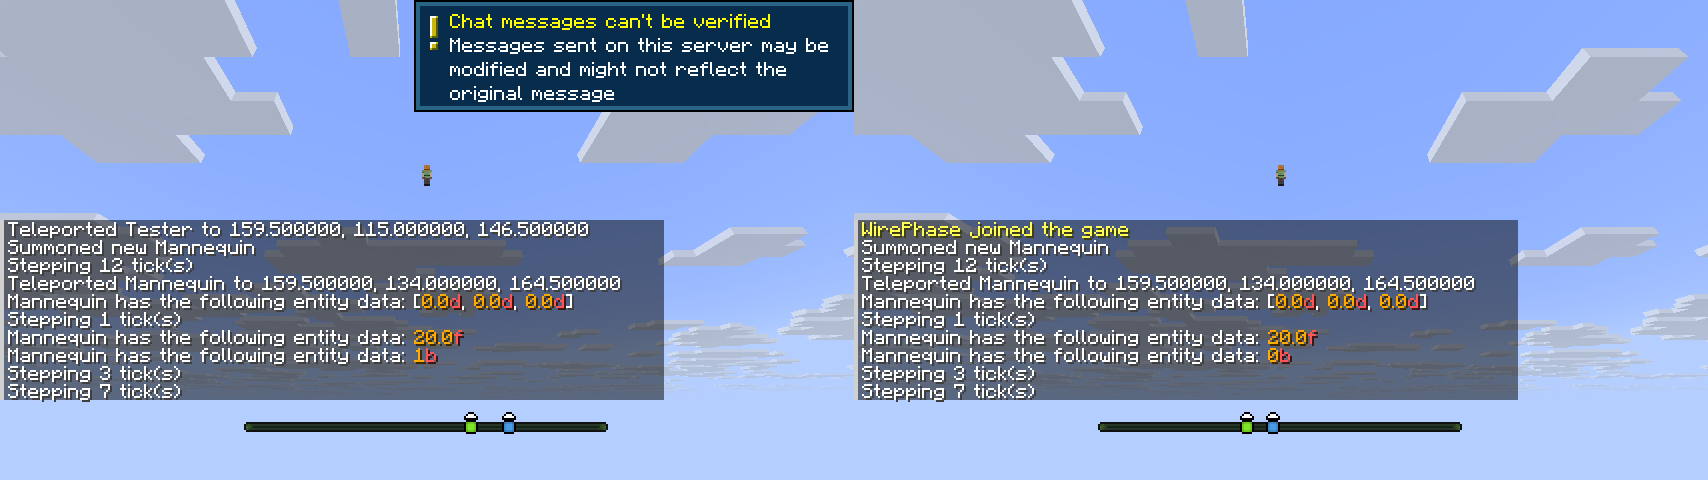 Chat messages can't be verified
Messages sent on this server may be
modified and might not reflect the
original message
Teleported Tester to 159.500000, 115.000000, 146.500000
Summoned new Mannequin
Stepping 12 tick(s)
Teleported Mannequin to 159.500000, 134.000000, 164.500000
Mannequin has the following entity data: [0.0d, 0.0d, 0.0d]
Stepping 1 tick(s)
Mannequin has the following entity data: 20.0f
Mannequin has the following entity data: 1b
Stepping 3 tick(s)
Stepping 7 tick(s)
WirePhase joined the game
Summoned new Mannequin
Stepping 12 tick(s)
Teleported Mannequin to 159.500000, 134.000000, 164.500000
Mannequin has the following entity data: [0.0d, 0.0d, 0.0d]
Stepping 1 tick(s)
Mannequin has the following entity data: 20.0f
Mannequin has the following entity data: 0b
Stepping 3 tick(s)
Stepping 7 tick(s)